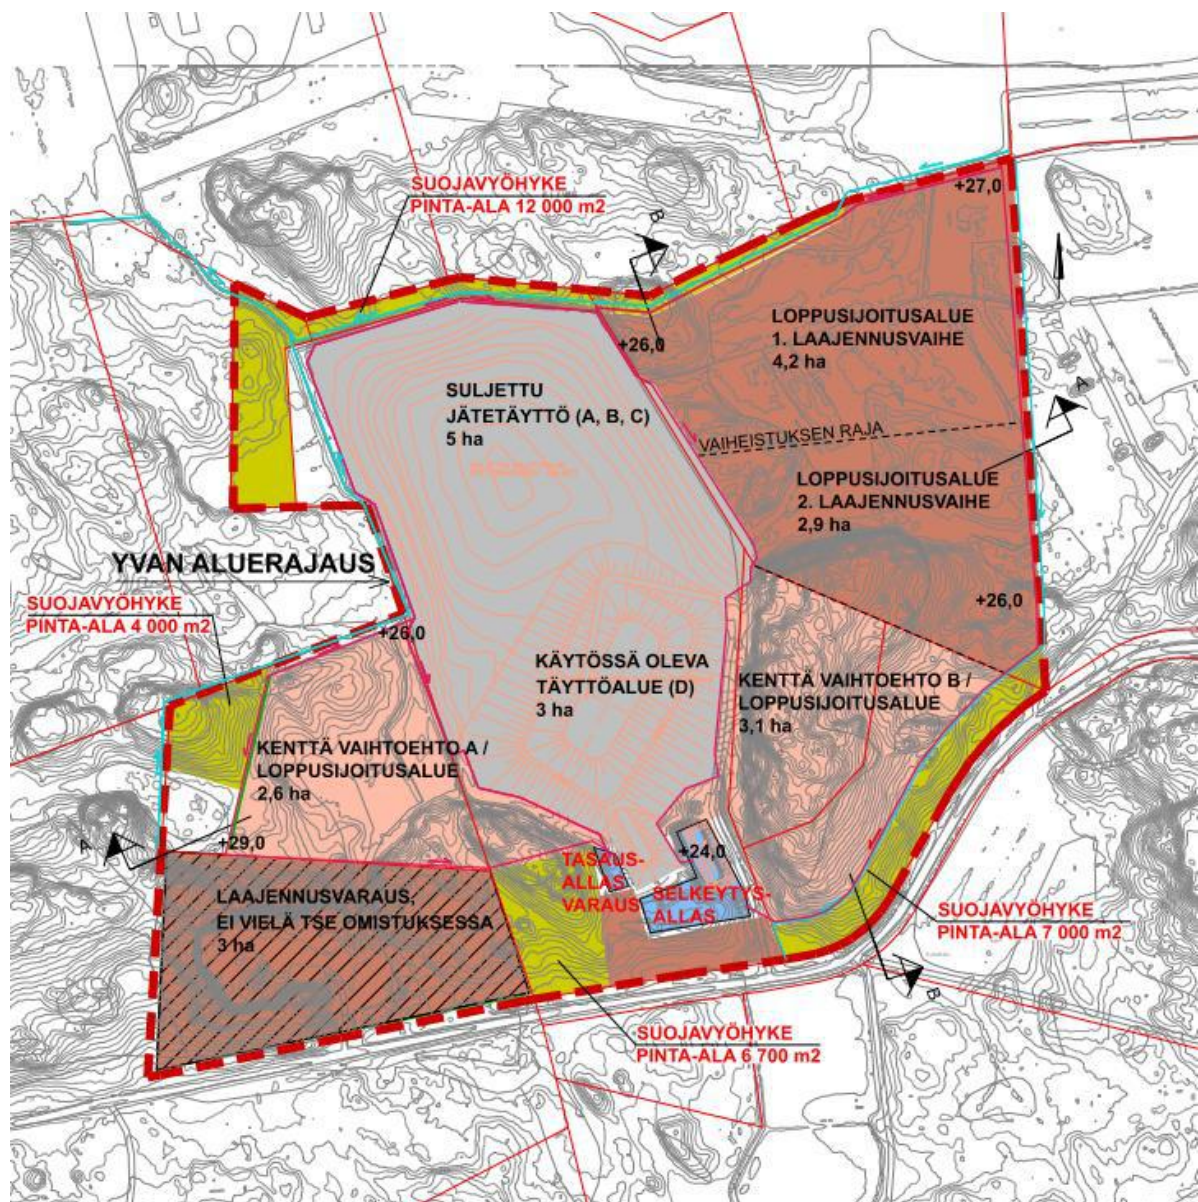 SUOJAVYÖHYKE
PINTA-ALA 12 000 m2
B
+27,0
+26,0
LOPPUSIJOITUSALUE
1. LAAJENNUSVAIHE
4,2 ha
SULJETTU
JÄTETÄYTTÖ (A, B, C)
5 ha
A
VAIHEISTUKSEN RAJA
LOPPUSIJOITUSALUE
2. LAAJENNUSVAIHE
2,9 ha
YVAN ALUERAJAUS
SUOJAVYÖHYKE
PINTA-ALA 4 000 m2
+26,0
+26,0
KÄYTÖSSÄ OLEVA
TÄYTTÖALUE (D)
3 ha
KENTTÄ VAIHTOEHTO B /
LOPPUSIJOITUSALUE
3,1 ha
KENTTÄ VAIHTOEHTO A /
LOPPUSIJOITUSALUE
2,6 ha
A
+29,0
+24,0
TASAUS-
ALLAS
VARAUS
SELKEYTYS-
ALLAS
LAAJENNUSVARAUS,
EI VIELÄ TSE OMISTUKSESSA
3 ha
SUOJAVYÖHYKE
PINTA-ALA 7 000 m2
B
SUOJAVYÖHYKE
PINTA-ALA 6 700 m2